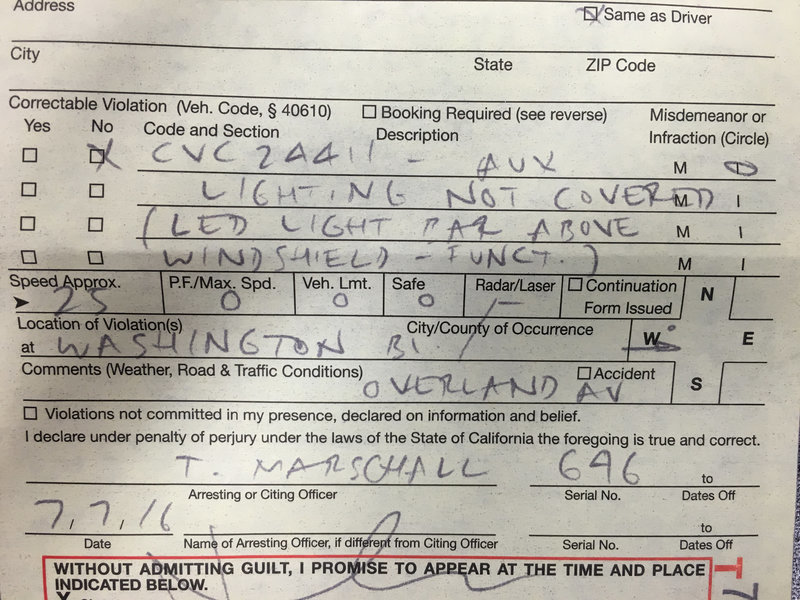 Address
Same as Driver
City
State ZIP Code
Correctable Violation (Veh. Code, § 40610) Booking Required (see reverse) Misdemeanor or
Yes No Code and Section Description Infraction (Circle)
X CVC 24411 - AUX M I
LIGHTING NOT COVERED M I
(LED LIGHT BAR ABOVE M I
WINDSHIELD - FUNCT.) M I
Speed Approx. P.F./Max. Spd. Veh. Lmt. Safe Radar/Laser Continuation
25 0 0 0 - Form Issued N
Location of Violation(s) City/County of Occurrence
at WASHINGTON Bl. / W E
Comments (Weather, Road & Traffic Conditions) Accident
OVERLAND AV S
Violations not committed in my presence, declared on information and belief.
I declare under penalty of perjury under the laws of the State of California the foregoing is true and correct.
T. MARSCHALL 696 to
Arresting or Citing Officer Serial No. Dates Off
7, 7, 16 to
Date Name of Arresting Officer, if different from Citing Officer Serial No. Dates Off
WITHOUT ADMITTING GUILT, I PROMISE TO APPEAR AT THE TIME AND PLACE
INDICATED BELOW.
X
T
7